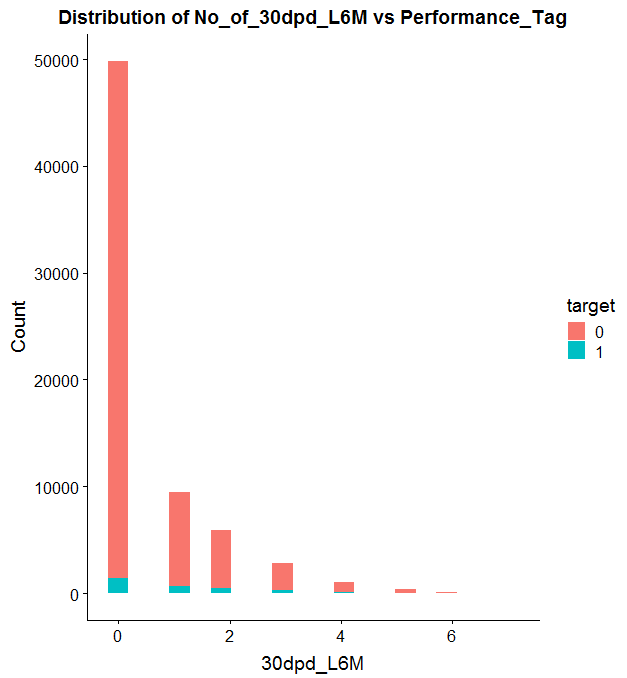 Distribution of No_of_30dpd_L6M vs Performance_Tag
50000
40000
30000
20000
10000
0
Count
0 2 4 6
30dpd_L6M
target
0
1